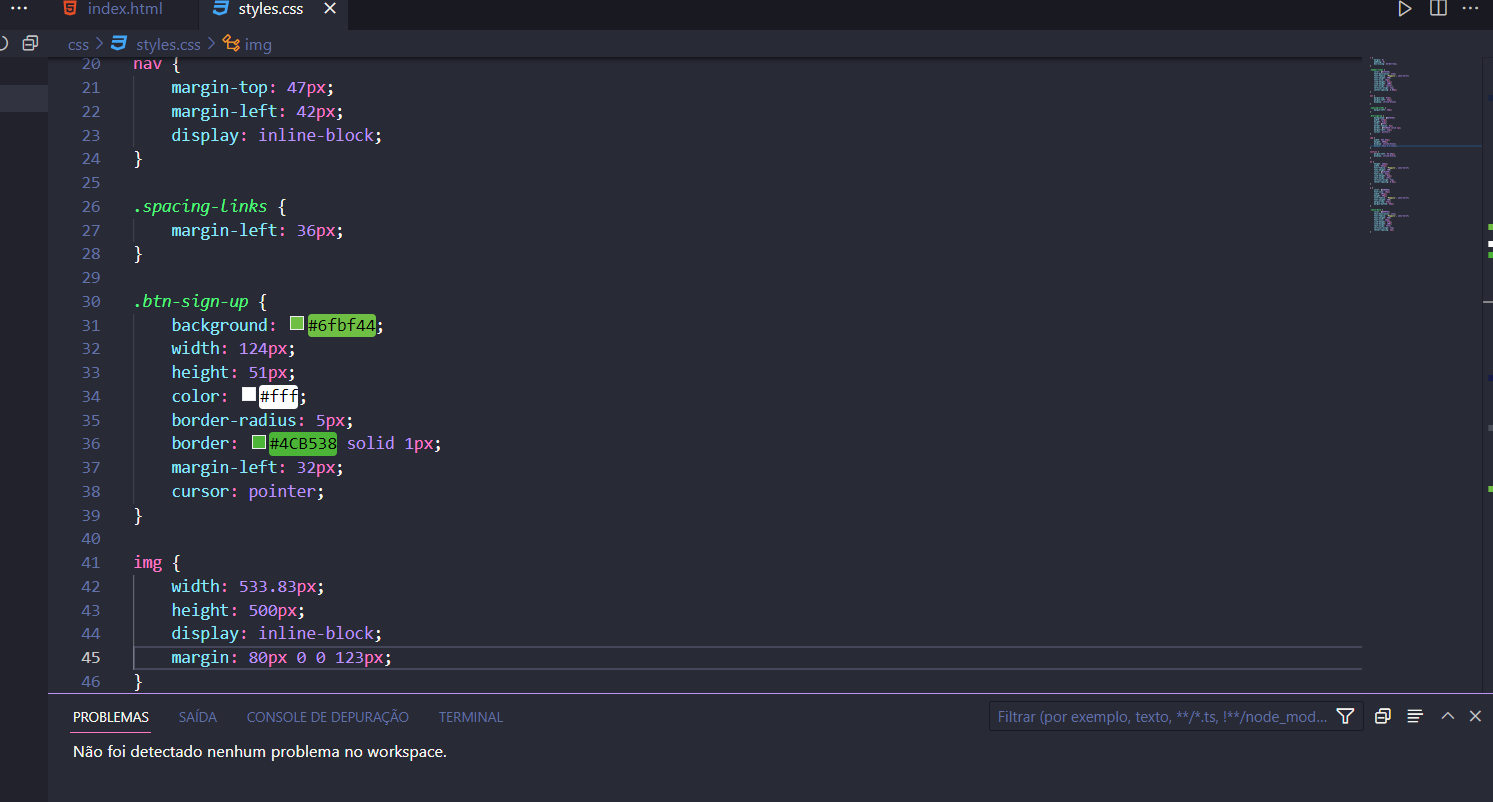 index.html
styles.css
css > styles.css > img
20 nav {
21 margin-top: 47px;
22 margin-left: 42px;
23 display: inline-block;
24 }
25
26 .spacing-links {
27 margin-left: 36px;
28 }
29
30 .btn-sign-up {
31 background: #6fbf44;
32 width: 124px;
33 height: 51px;
34 color: #fff;
35 border-radius: 5px;
36 border: #4CB538 solid 1px;
37 margin-left: 32px;
38 cursor: pointer;
39 }
40
41 img {
42 width: 533.83px;
43 height: 500px;
44 display: inline-block;
45 margin: 80px 0 0 123px;
46 }
PROBLEMAS SAÍDA CONSOLE DE DEPURAÇÃO TERMINAL
Filtrar (por exemplo, texto, **/*.ts, !**/node_mod...
Não foi detectado nenhum problema no workspace.